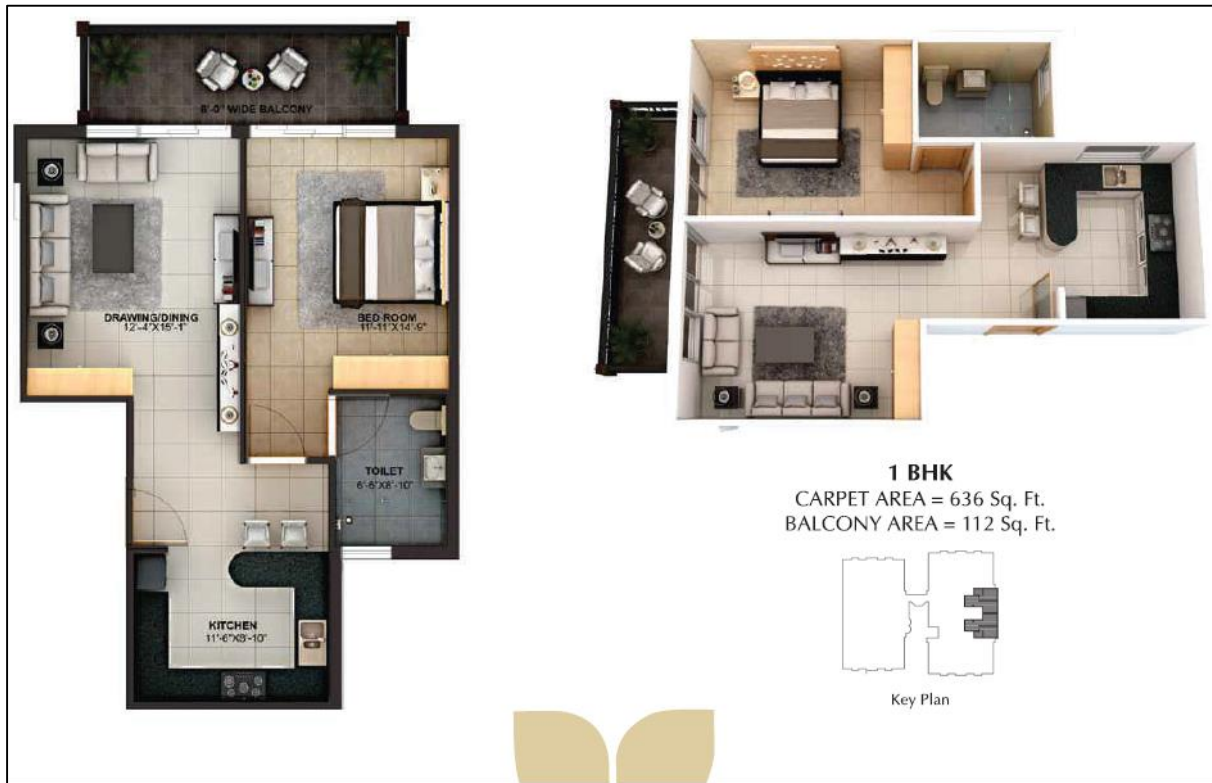 8'-0" WIDE BALCONY
DRAWING/DINING
12'-4"X15'-1"
BED ROOM
11'-11"X14'-9"
TOILET
6'-6"X8'-10"
KITCHEN
11'-6"X8'-10"
1 BHK
CARPET AREA = 636 Sq. Ft.
BALCONY AREA = 112 Sq. Ft.
Key Plan